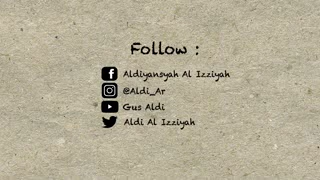 Follow :
Aldiyansyah Al Izziyah
@Aldi_Ar
Gus Aldi
Aldi Al Izziyah